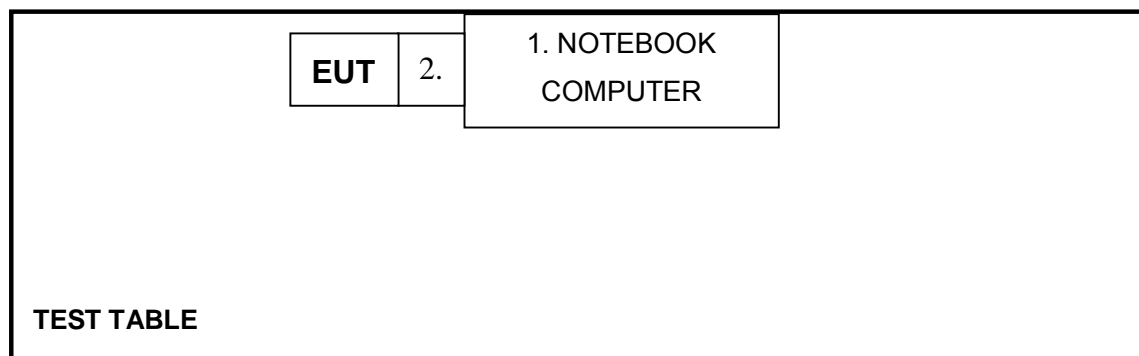 EUT
2.
1. NOTEBOOK
COMPUTER
TEST TABLE